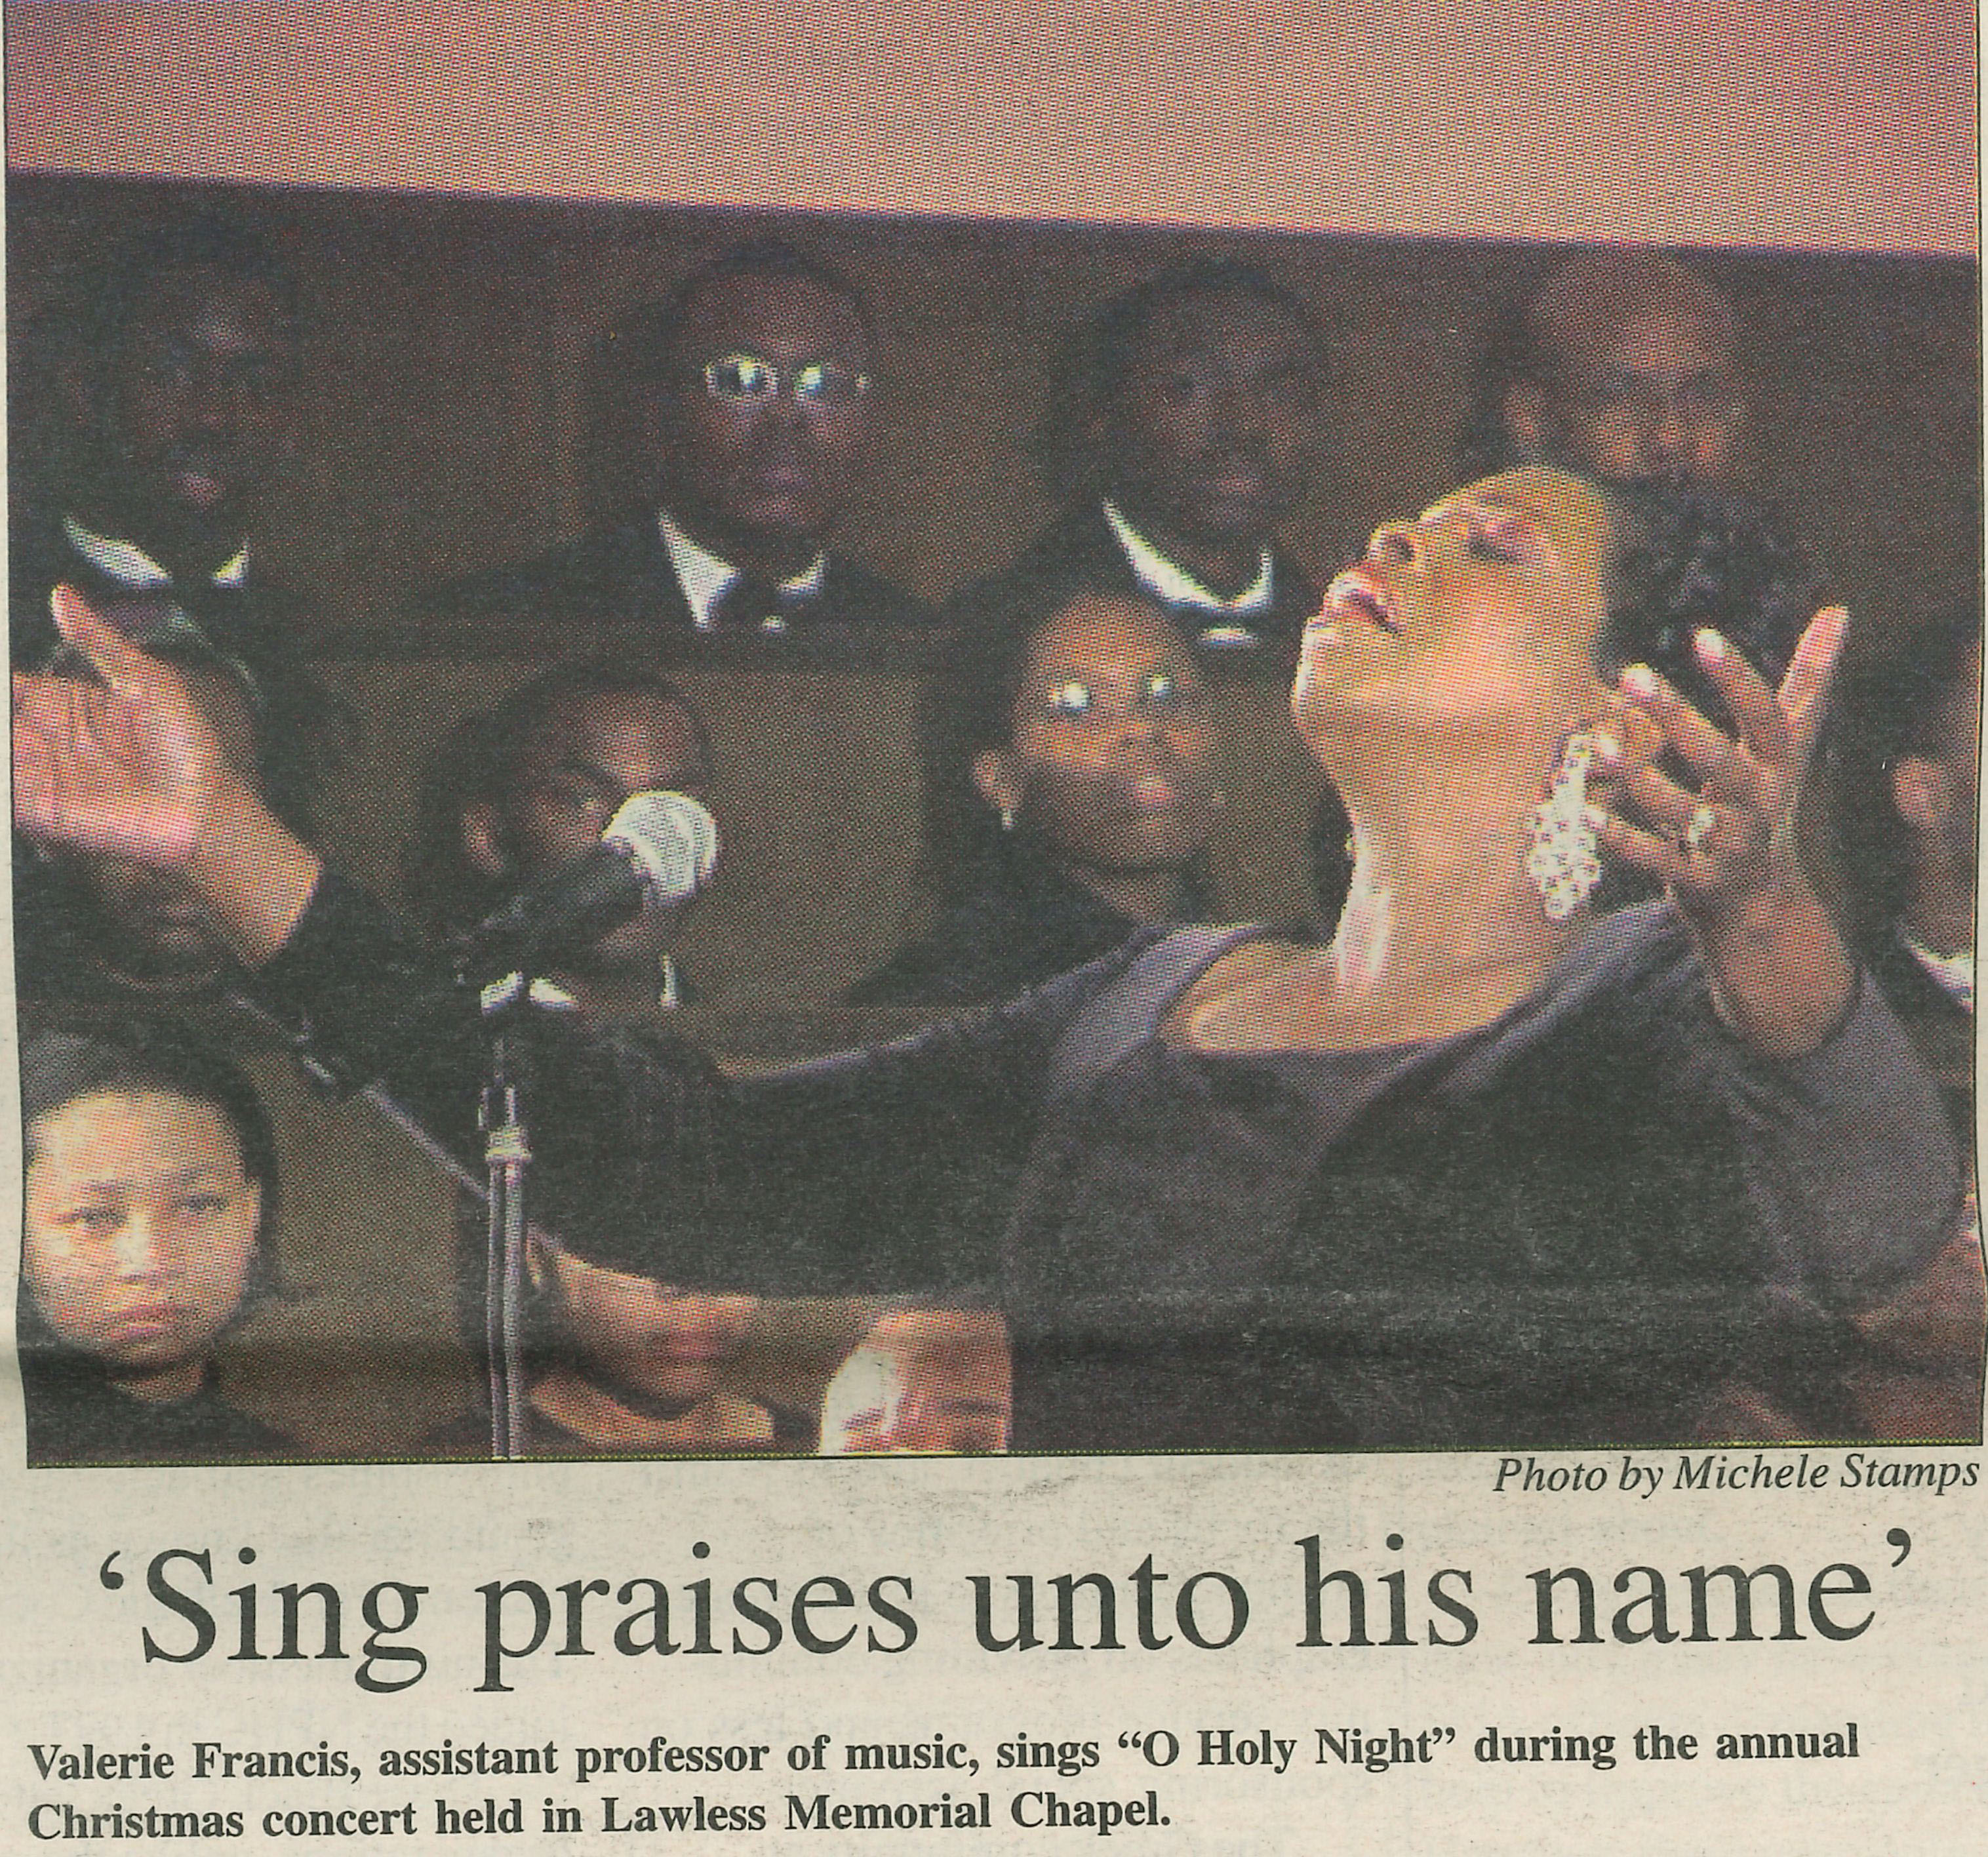 Photo by Michele Stamps
‘Sing praises unto his name’
Valerie Francis, assistant professor of music, sings “O Holy Night” during the annual
Christmas concert held in Lawless Memorial Chapel.